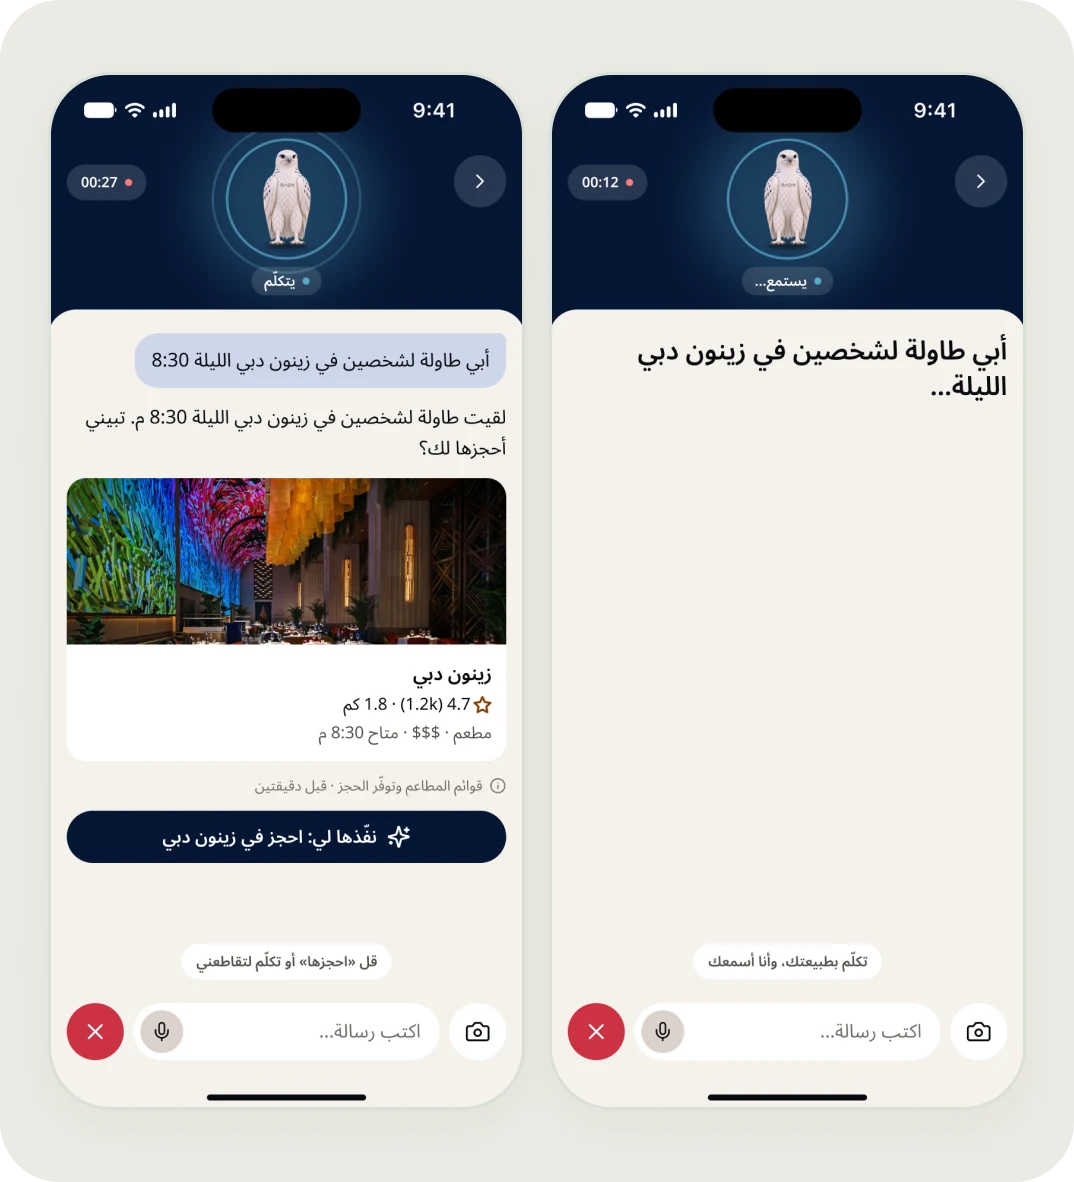 9:41
00:12
يستمع...
أبي طاولة لشخصين في زينون دبي
الليلة...
تكلّم بطبيعتك، وأنا أسمعك
اكتب رسالة...
9:41
00:27
يتكلّم
أبي طاولة لشخصين في زينون دبي الليلة 8:30
لقيت طاولة لشخصين في زينون دبي الليلة 8:30 م. تبيني
أحجزها لك؟
زينون دبي
4.7 (1.2k) · 1.8 كم
مطعم · $$$ · متاح 8:30 م
قوائم المطاعم وتوفّر الحجز · قبل دقيقتين
نفّذها لي: احجز في زينون دبي
قل «احجزها» أو تكلّم لتقاطعني
اكتب رسالة...